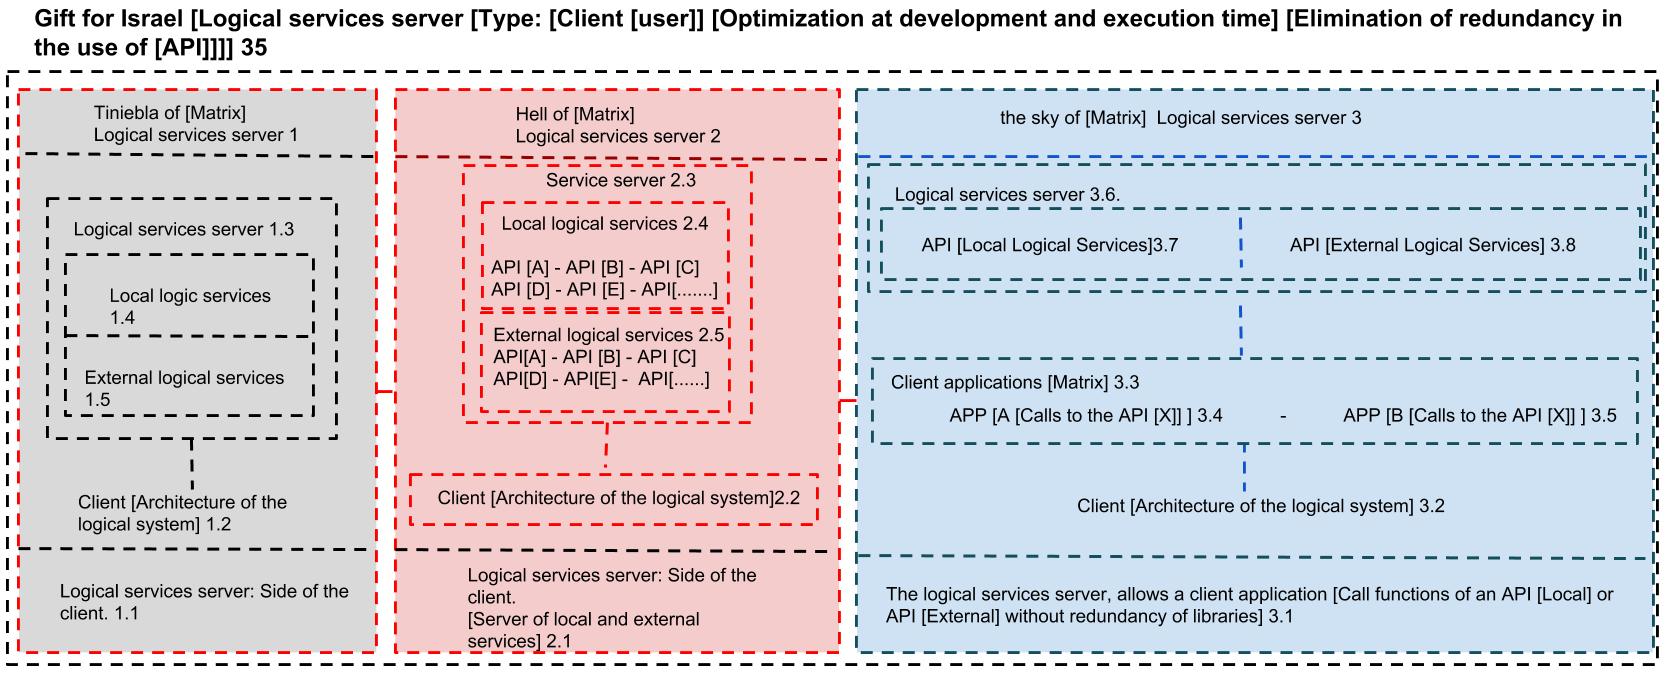 Gift for Israel [Logical services server [Type: [Client [user]] [Optimization at development and execution time] [Elimination of redundancy in
the use of [API]]]] 35
Tiniebla of [Matrix]
Logical services server 1
Logical services server 1.3
Local logic services
1.4
External logical services
1.5
Client [Architecture of the
logical system] 1.2
Logical services server: Side of the
client. 1.1
Hell of [Matrix]
Logical services server 2
Service server 2.3
Local logical services 2.4
API [A] - API [B] - API [C]
API [D] - API [E] - API[.......]
External logical services 2.5
API[A] - API [B] - API [C]
API[D] - API[E] -  API[......]
Client [Architecture of the logical system]2.2
Logical services server: Side of the
client.
[Server of local and external
services] 2.1
the sky of [Matrix]  Logical services server 3
Logical services server 3.6.
API [Local Logical Services]3.7
API [External Logical Services] 3.8
Client applications [Matrix] 3.3
APP [A [Calls to the API [X]] ] 3.4 - APP [B [Calls to the API [X]] ] 3.5
Client [Architecture of the logical system] 3.2
The logical services server, allows a client application [Call functions of an API [Local] or
API [External] without redundancy of libraries] 3.1